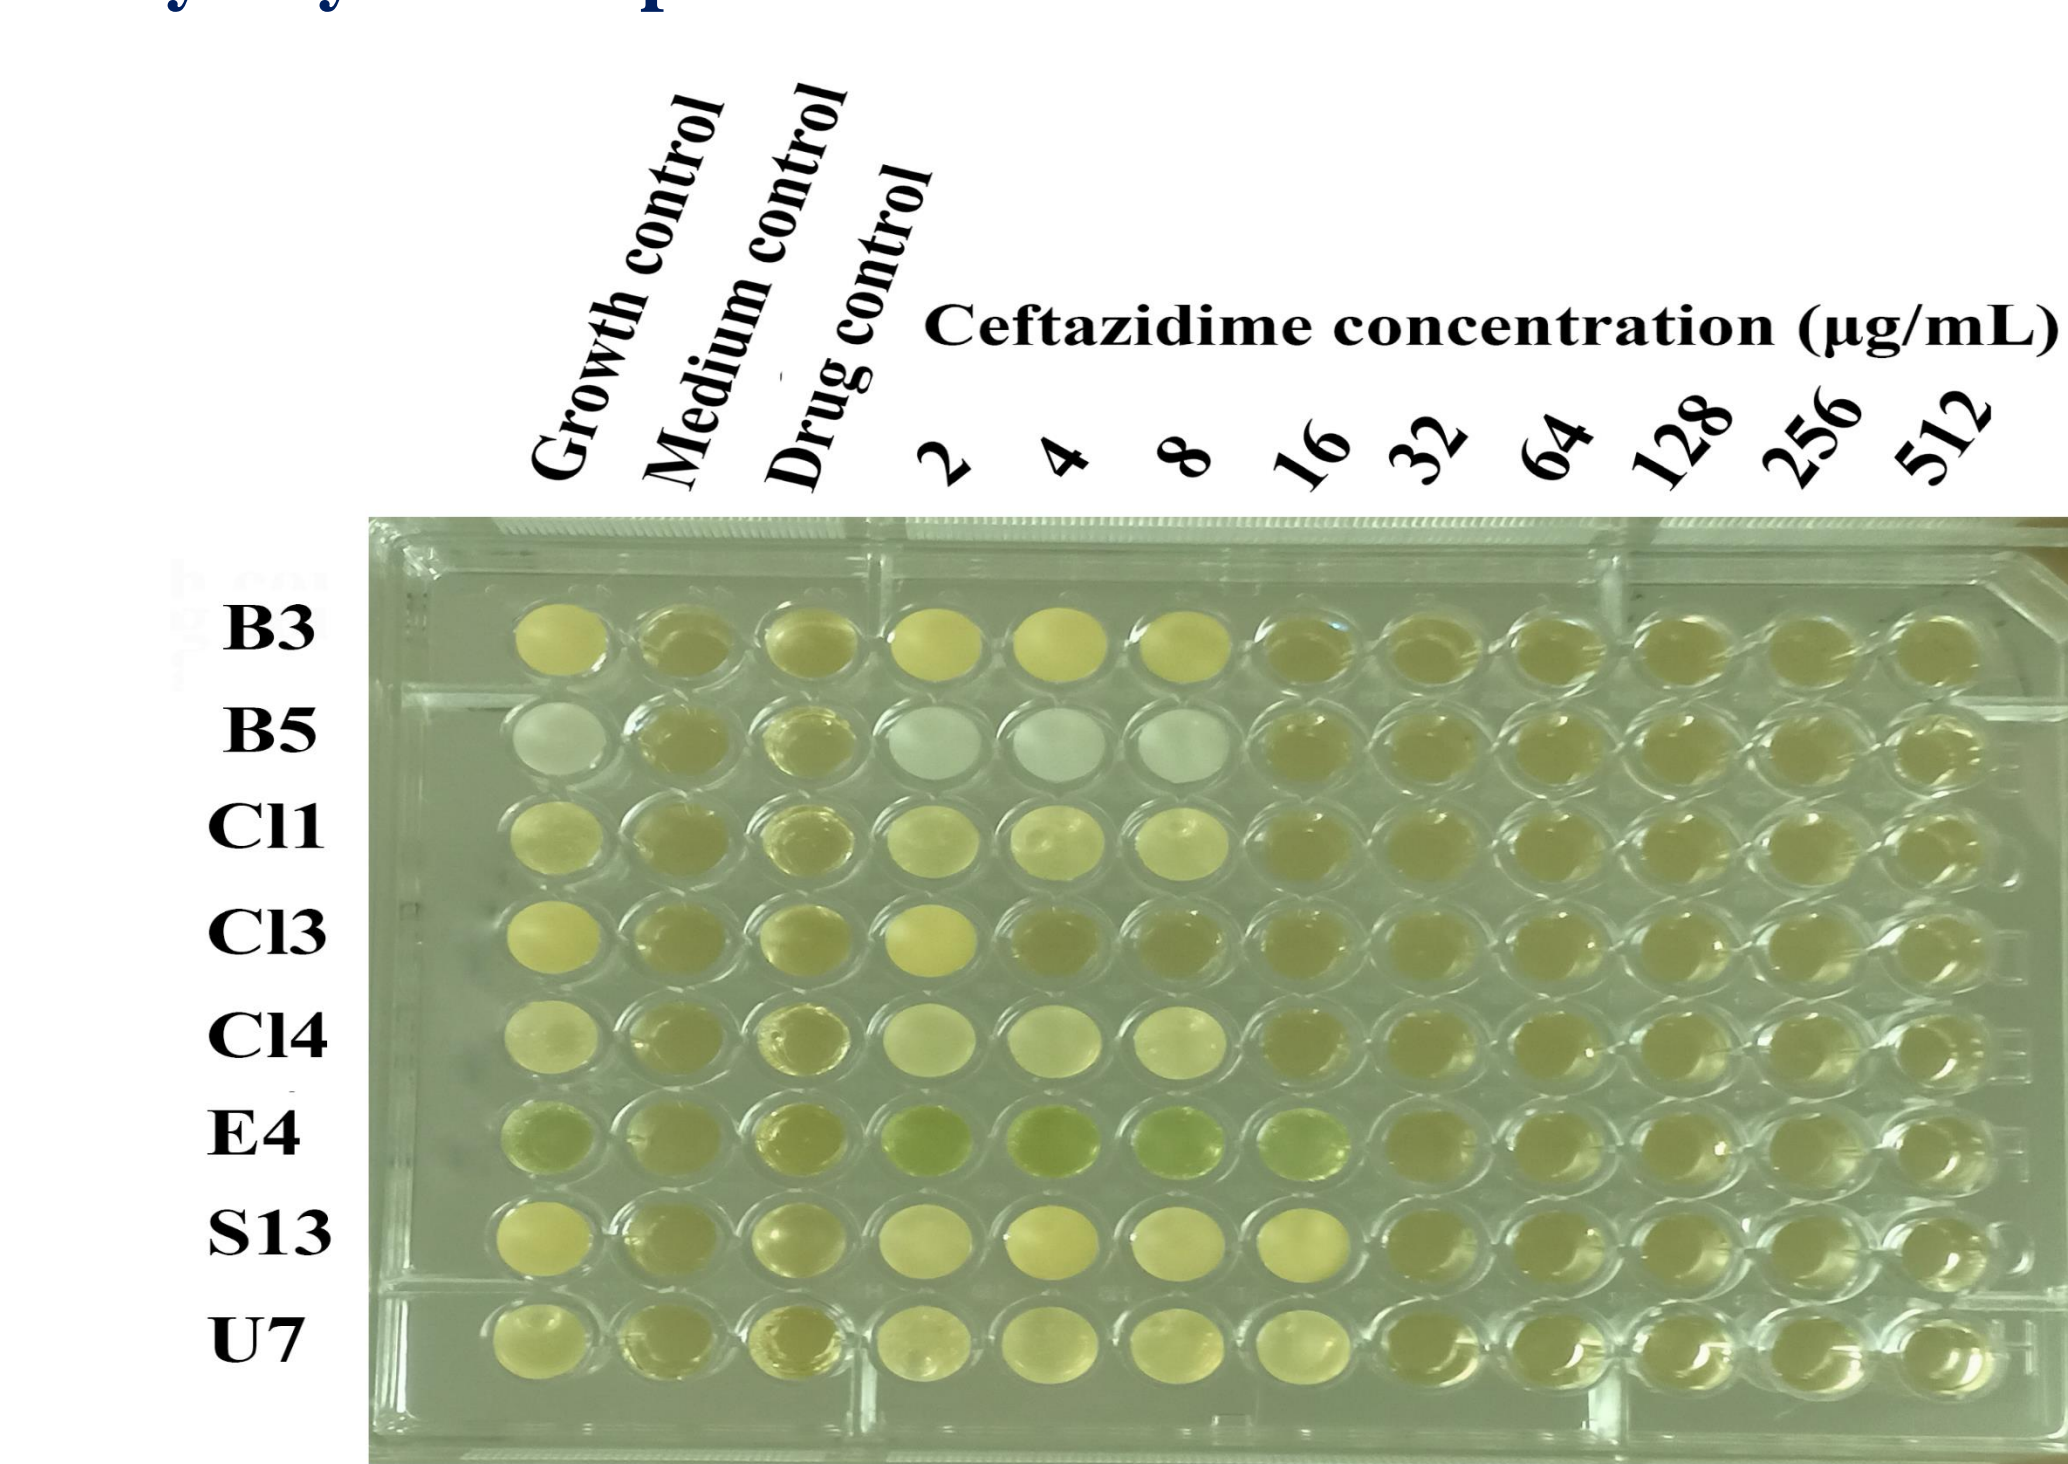 Growth control
Medium control
Drug control
Ceftazidime concentration (µg/mL)
2 4 8 16 32 64 128 256 512
B3
B5
Cl1
Cl3
Cl4
E4
S13
U7